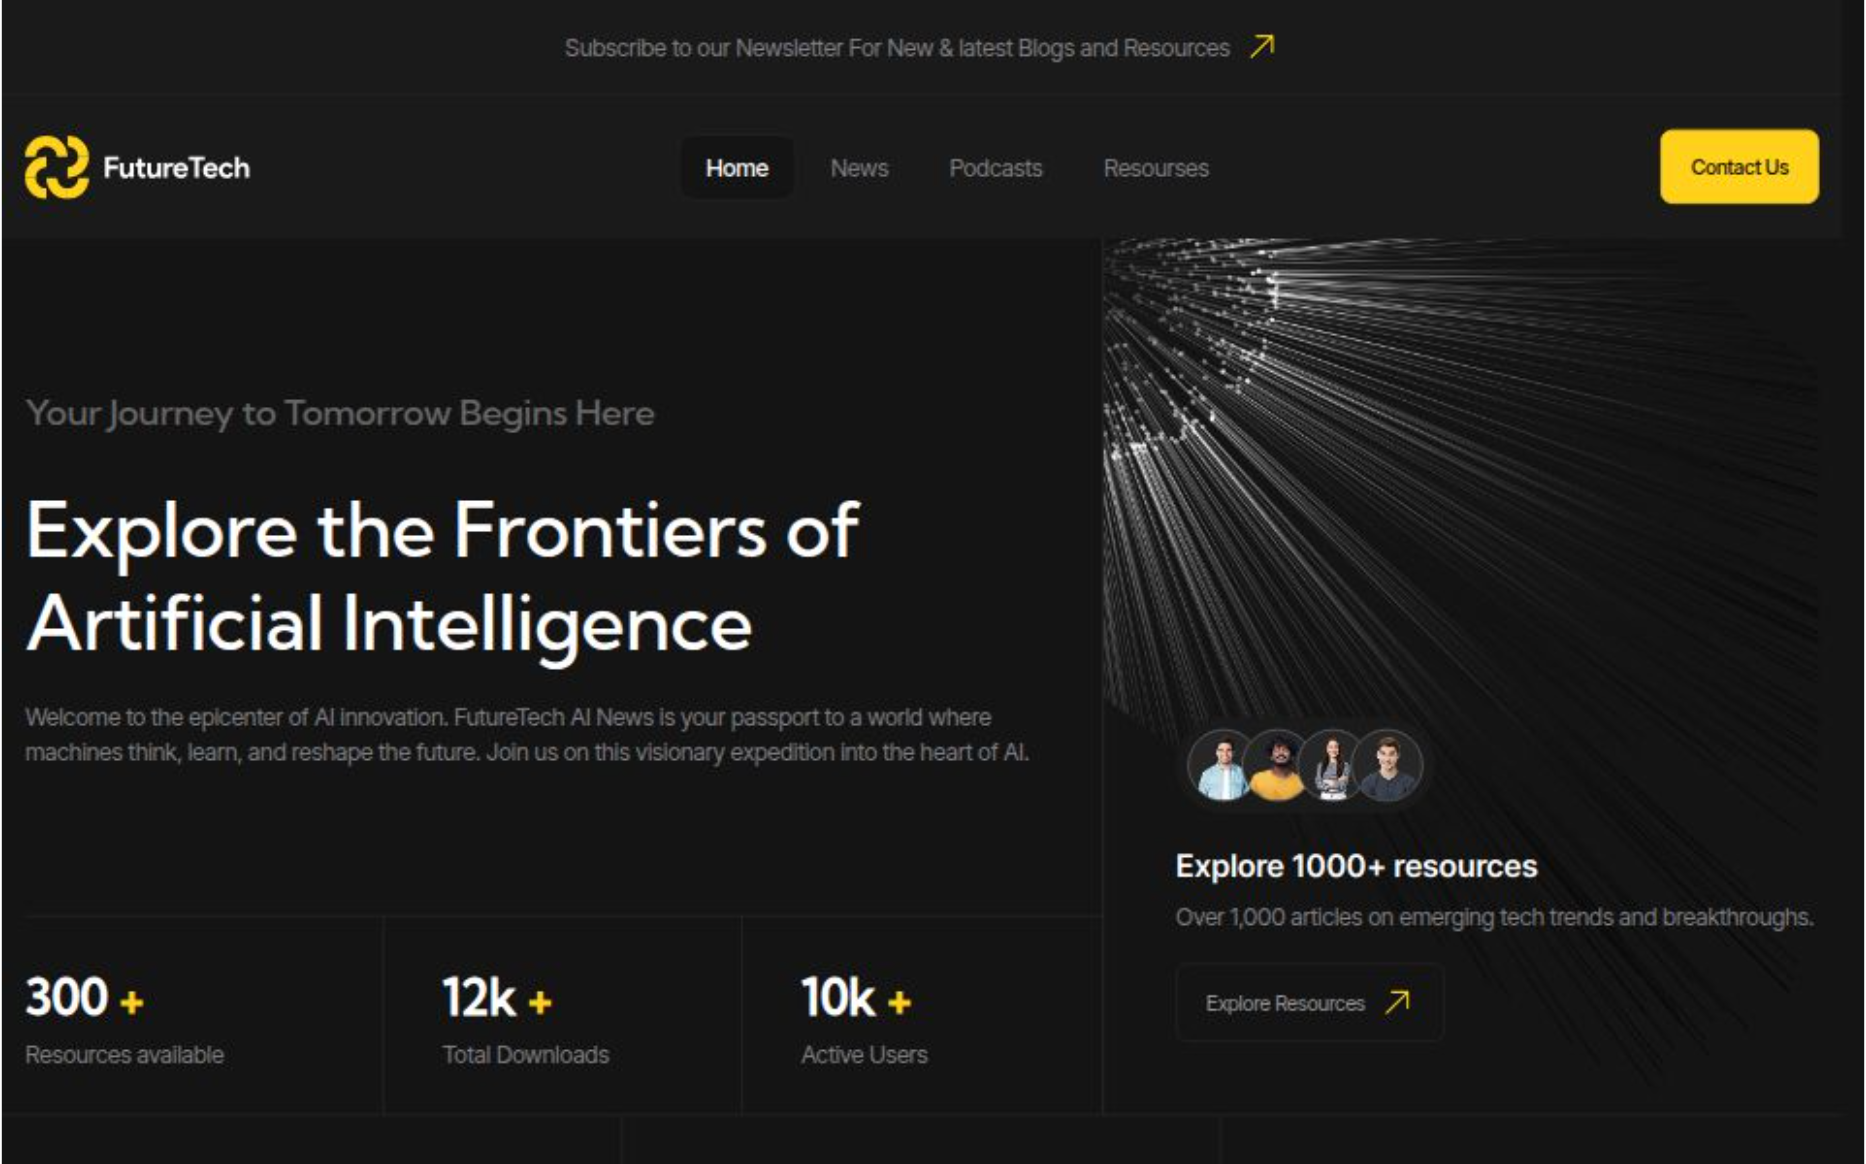 Subscribe to our Newsletter For New & latest Blogs and Resources
FutureTech
Home
News
Podcasts
Resourses
Contact Us
Your Journey to Tomorrow Begins Here
Explore the Frontiers of
Artificial Intelligence
Welcome to the epicenter of AI innovation. FutureTech AI News is your passport to a world where
machines think, learn, and reshape the future. Join us on this visionary expedition into the heart of AI.
300 +
Resources available
12k +
Total Downloads
10k +
Active Users
Explore 1000+ resources
Over 1,000 articles on emerging tech trends and breakthroughs.
Explore Resources